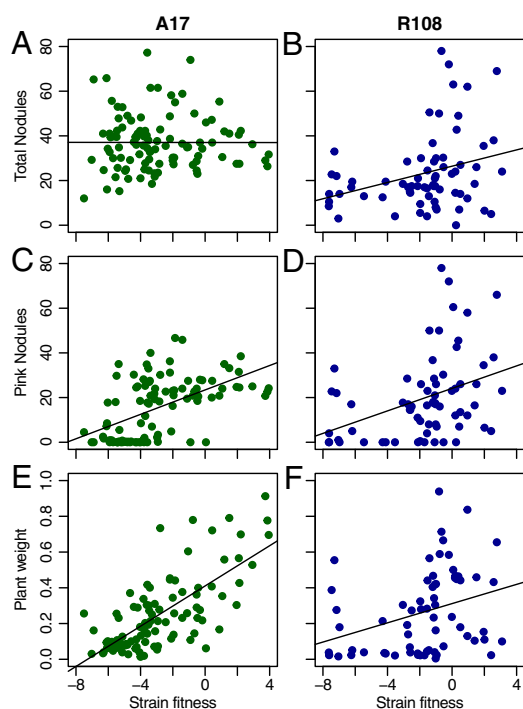 A17 R108
A B
Total Nodules
80
60
40
20
0
C D
Pink Nodules
80
60
40
20
0
E F
Plant weight
1.0
0.8
0.6
0.4
0.2
0.0
−8 −4 0 4 −8 −4 0 4
Strain fitness Strain fitness